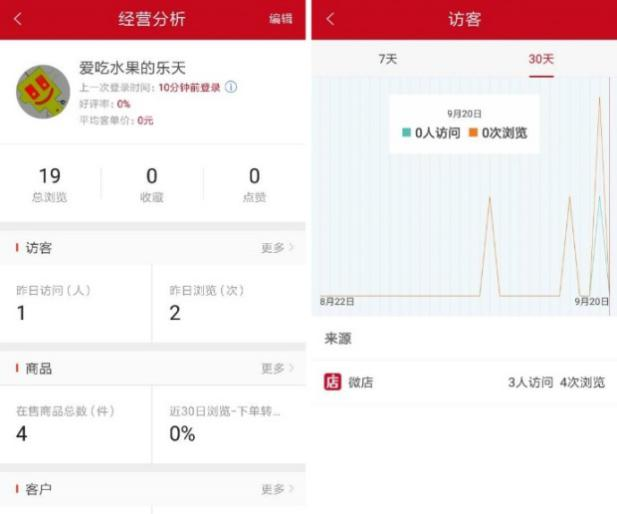 经营分析
编辑
爱吃水果的乐天
上一次登录时间：10分钟前登录
好评率：0%
平均客单价：0元
19
0
0
总浏览
收藏
点赞
访客
更多
昨日访问（人）
昨日浏览（次）
1
2
商品
更多
在售商品总数（件）
近30日浏览-下单转...
4
0%
客户
更多
访客
7天
30天
9月20日
0人访问 0次浏览
8月22日
9月20日
来源
店 微店
3人访问 4次浏览